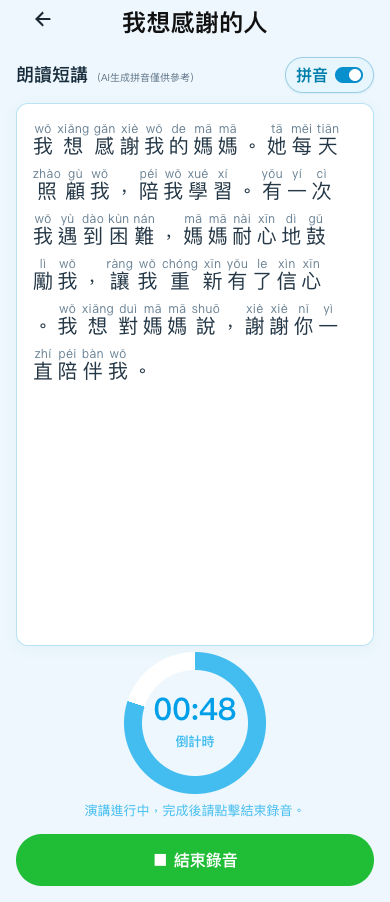 我想感謝的人
朗讀短講 (AI生成拼音僅供參考)
拼音
wǒ xiǎng gǎn xiè wǒ de mā mā tā měi tiān
我想感謝我的媽媽。她每天
zhào gù wǒ péi wǒ xué xí yǒu yí cì
照顧我，陪我學習。有一次
wǒ yù dào kùn nán mā mā nài xīn dì gǔ
我遇到困難，媽媽耐心地鼓
lì wǒ ràng wǒ chóng xīn yǒu le xìn xīn
勵我，讓我重新有了信心
wǒ xiǎng duì mā mā shuō xiè xiè nǐ yì
。我想對媽媽說，謝謝你一
zhí péi bàn wǒ
直陪伴我。
00:48
倒計時
演講進行中，完成後請點擊結束錄音。
結束錄音